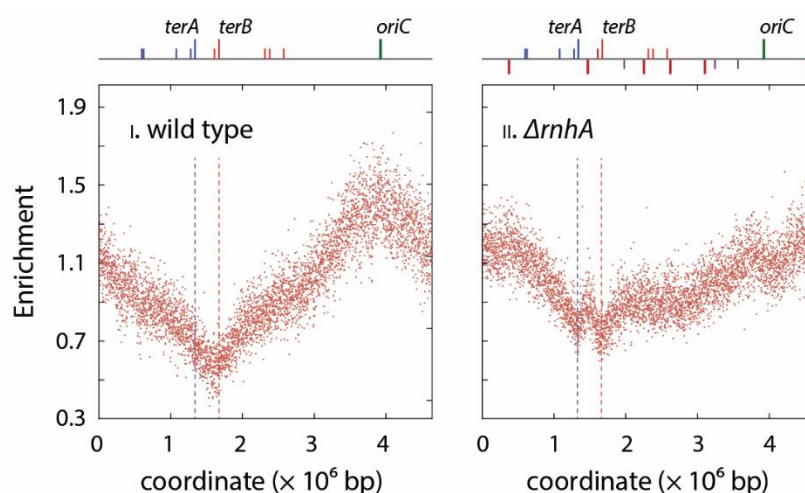 terA terB oriC terA terB oriC
1.9
1.5
1.1
0.7
0.3
Enrichment
I. wild type
II. ΔrnhA
0 1 2 3 4 0 1 2 3 4
coordinate (× 10⁶ bp) coordinate (× 10⁶ bp)